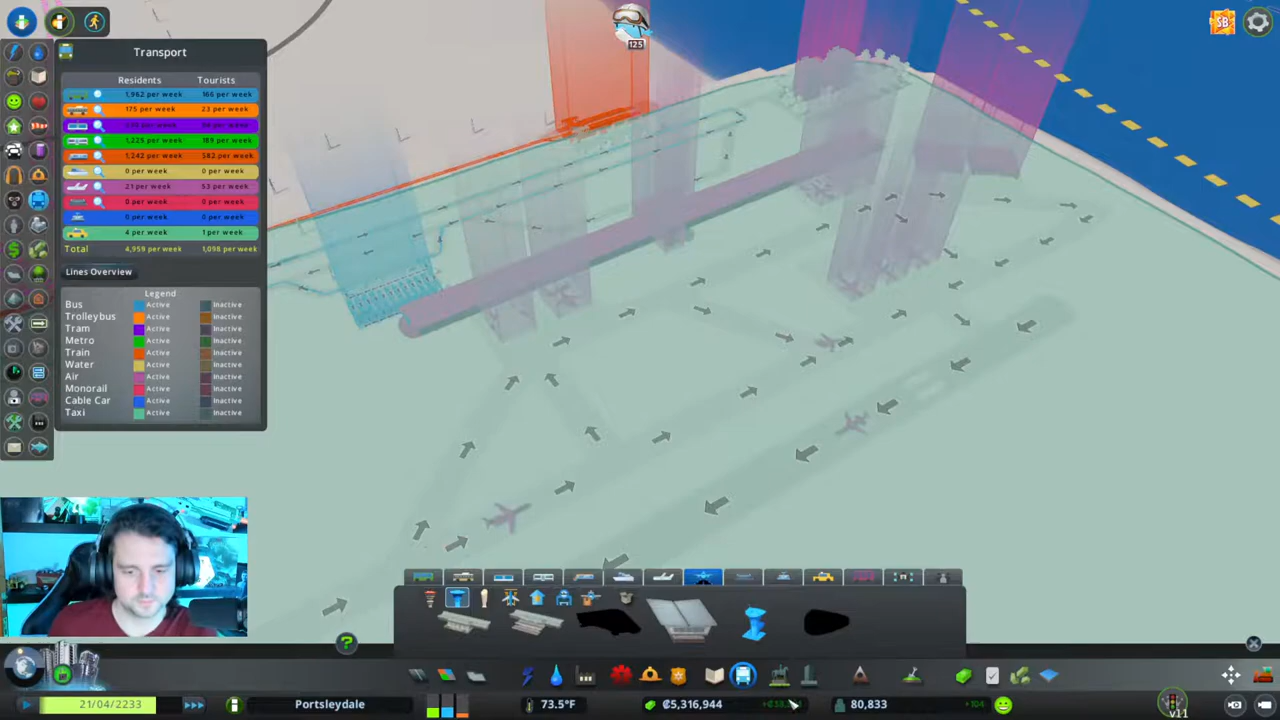 125
SB
Transport
Residents Tourists
1,962 per week 166 per week
175 per week 23 per week
1,225 per week 189 per week
1,242 per week 582 per week
0 per week 0 per week
21 per week 53 per week
0 per week 0 per week
0 per week 0 per week
4 per week 1 per week
Total 4,959 per week 1,098 per week
Lines Overview
Legend
Bus Active Inactive
Trolleybus Active Inactive
Tram Active Inactive
Metro Active Inactive
Train Active Inactive
Water Active Inactive
Air Active Inactive
Monorail Active Inactive
Cable Car Active Inactive
Taxi Active Inactive
?
21/04/2233 Portsleydale 73.5°F ₡5,316,944 80,833 +104 v11